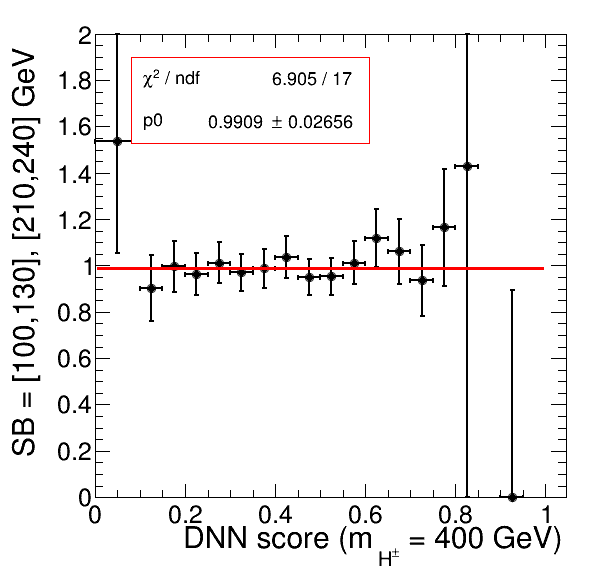 SB = [100,130], [210,240] GeV
2
1.8
1.6
1.4
1.2
1
0.8
0.6
0.4
0.2
0
χ² / ndf 6.905 / 17
p0 0.9909 ± 0.02656
0 0.2 0.4 0.6 0.8 1
DNN score (m_H± = 400 GeV)